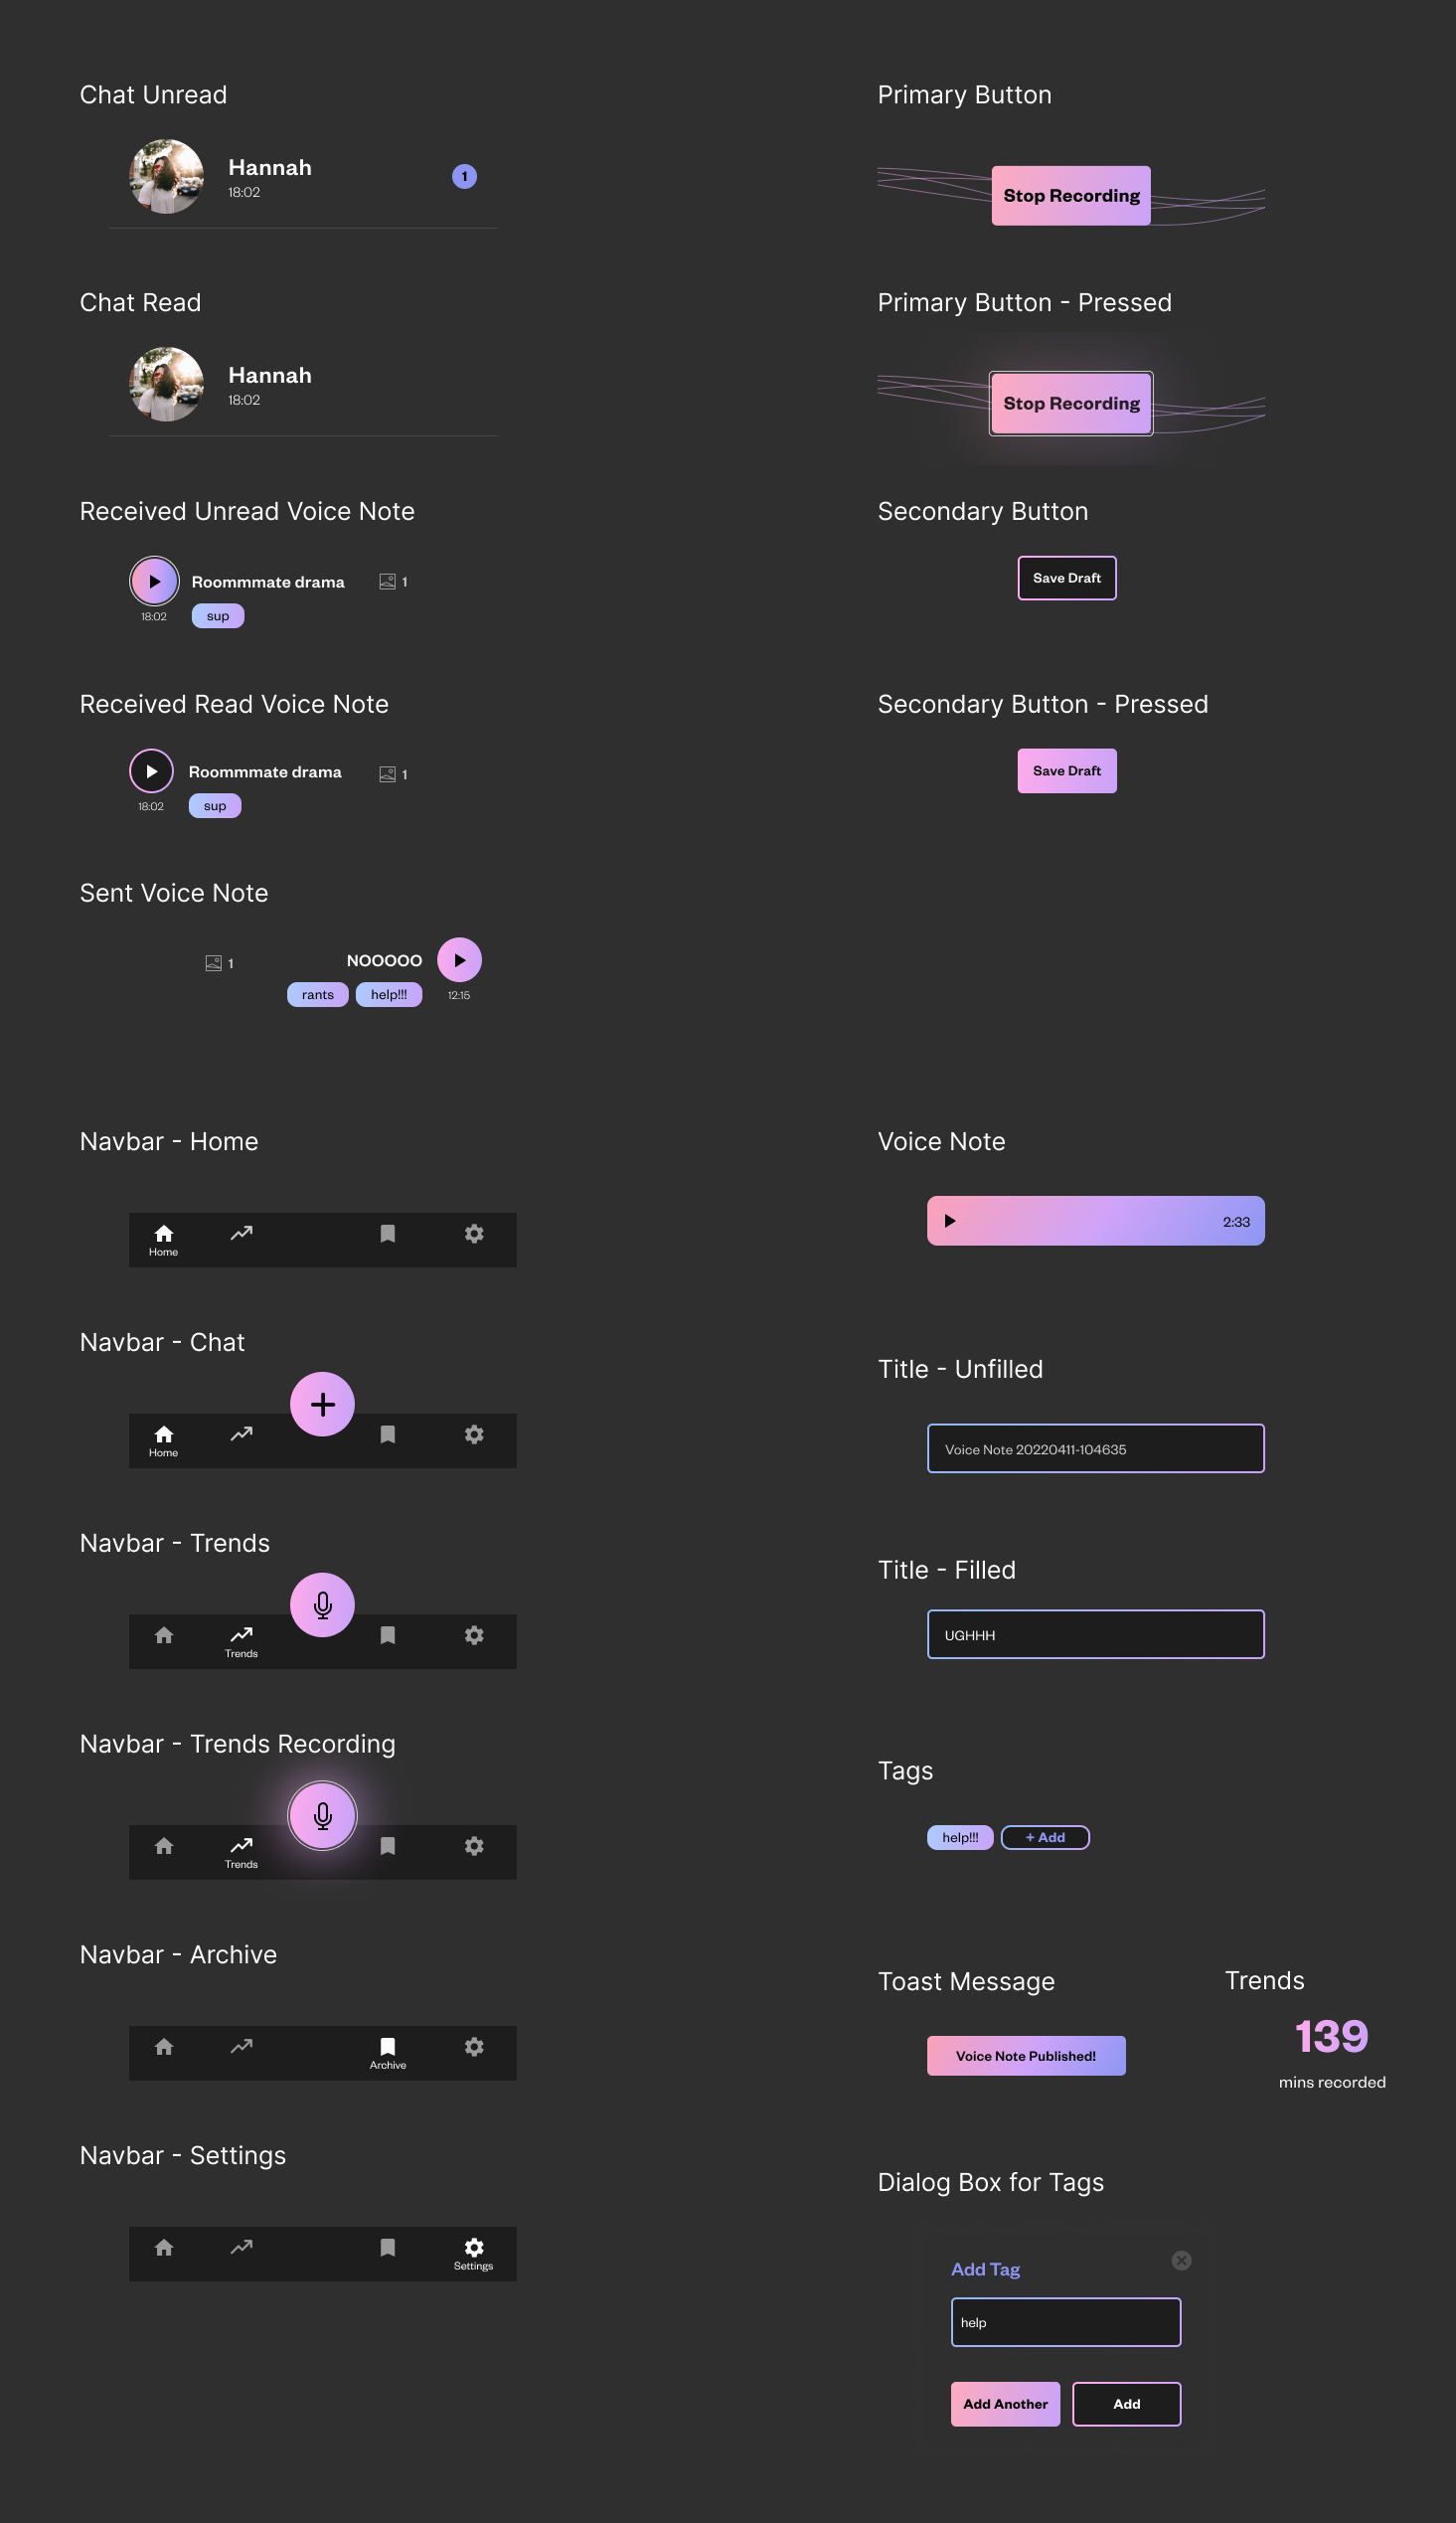 Chat Unread
Hannah
18:02
1
Chat Read
Hannah
18:02
Received Unread Voice Note
Roommmate drama
1
18:02
sup
Received Read Voice Note
Roommmate drama
1
18:02
sup
Sent Voice Note
1
NOOOOO
rants
help!!!
12:15
Navbar - Home
Home
Navbar - Chat
Home
Navbar - Trends
Trends
Navbar - Trends Recording
Trends
Navbar - Archive
Archive
Navbar - Settings
Settings
Primary Button
Stop Recording
Primary Button - Pressed
Stop Recording
Secondary Button
Save Draft
Secondary Button - Pressed
Save Draft
Voice Note
2:33
Title - Unfilled
Voice Note 20220411-104635
Title - Filled
UGHHH
Tags
help!!!
+ Add
Toast Message
Voice Note Published!
Trends
139
mins recorded
Dialog Box for Tags
Add Tag
help
Add Another
Add